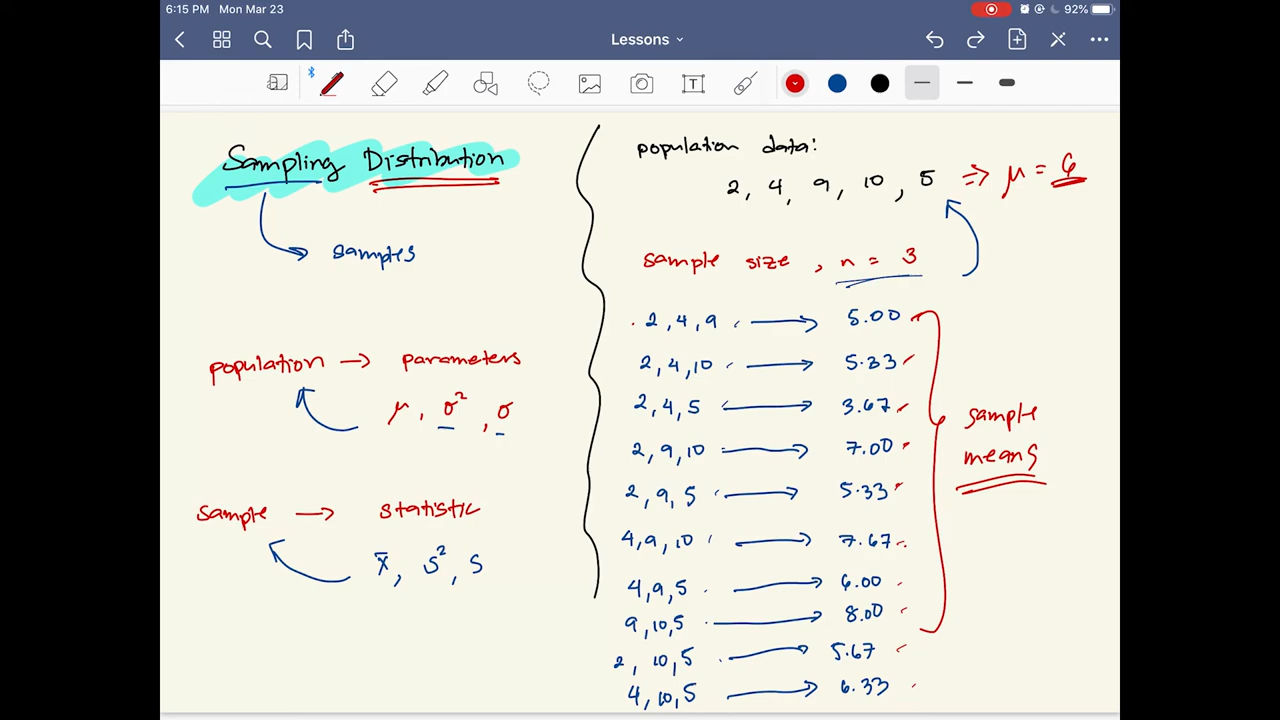 6:15 PM Mon Mar 23
92%
Lessons
T
Sampling Distribution
samples
population → parameters
μ, σ², σ
sample → statistic
x̄, S², S
population data:
2, 4, 9, 10, 5 ⇒ μ = 6
sample size, n = 3
2, 4, 9 → 5.00
2, 4, 10 → 5.33
2, 4, 5 → 3.67
2, 9, 10 → 7.00
2, 9, 5 → 5.33
4, 9, 10 → 7.67
4, 9, 5 → 6.00
9, 10, 5 → 8.00
2, 10, 5 → 5.67
4, 10, 5 → 6.33
sample
means